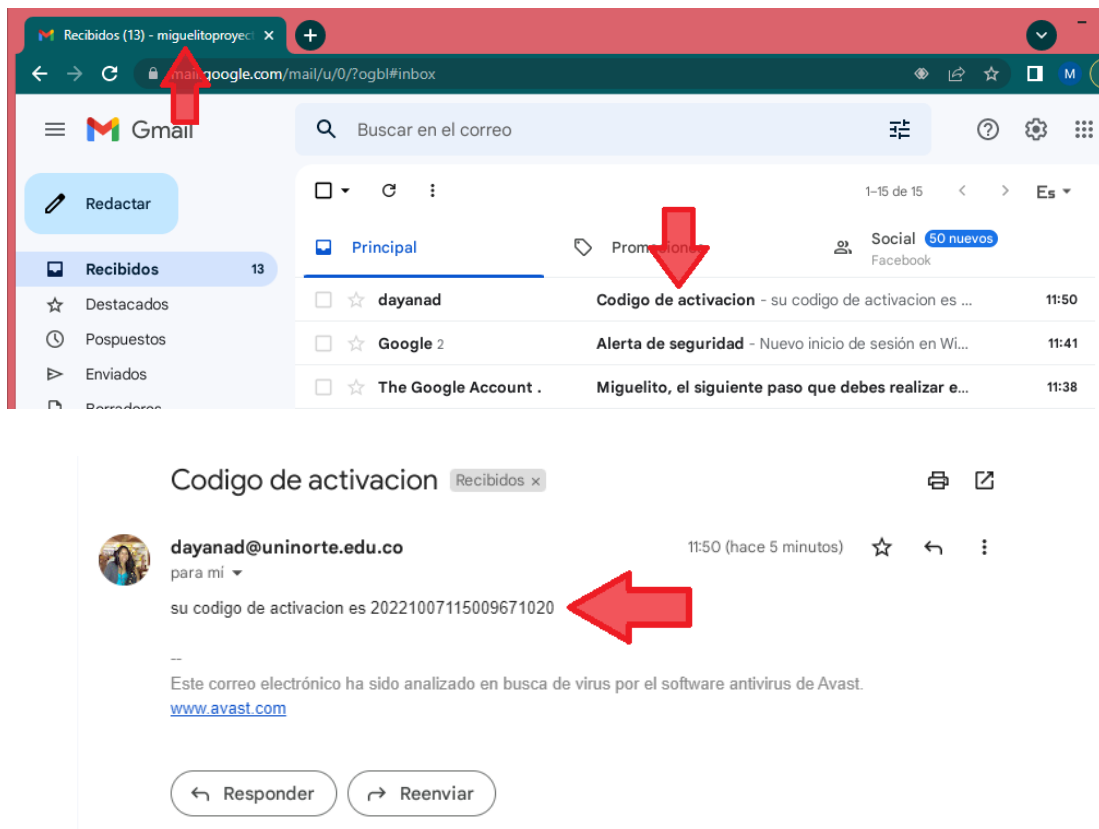 Recibidos (13) - miguelitoproyect
mail.google.com/mail/u/0/?ogbl#inbox
M
Gmail
Buscar en el correo
Redactar
1–15 de 15
Es
Principal
Promociones
Social 50 nuevos
Facebook
Recibidos 13
Destacados
Pospuestos
Enviados
Borradores
dayanad Codigo de activacion - su codigo de activacion es ... 11:50
Google 2 Alerta de seguridad - Nuevo inicio de sesión en Wi... 11:41
The Google Account . Miguelito, el siguiente paso que debes realizar e... 11:38
Codigo de activacion Recibidos ×
dayanad@uninorte.edu.co 11:50 (hace 5 minutos)
para mí
su codigo de activacion es 20221007115009671020
--
Este correo electrónico ha sido analizado en busca de virus por el software antivirus de Avast.
www.avast.com
Responder
Reenviar